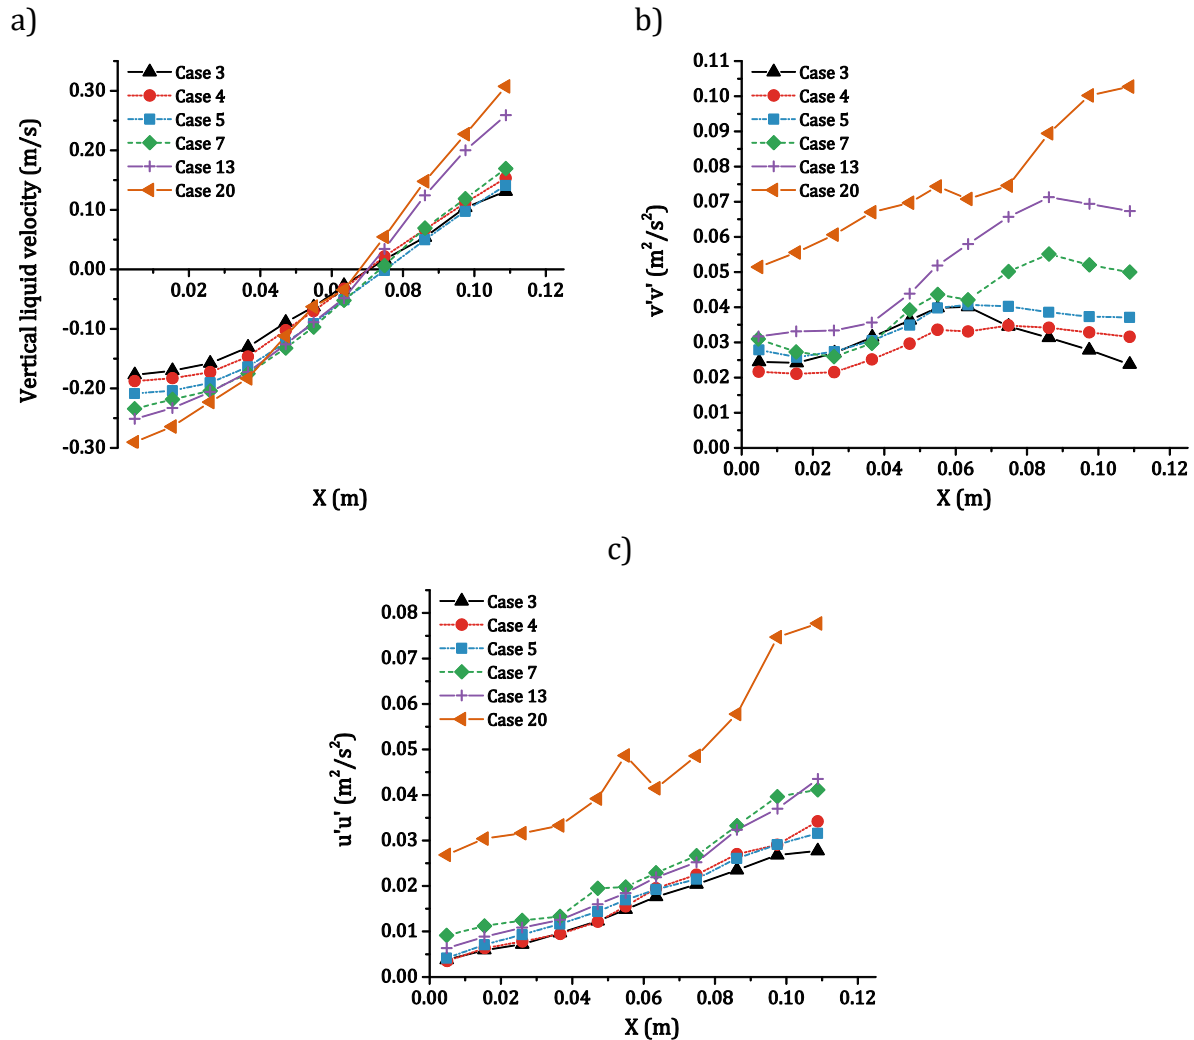 a)
Case 3
Case 4
Case 5
Case 7
Case 13
Case 20
0.30
0.20
0.10
0.00
-0.10
-0.20
-0.30
0.02 0.04 0.06 0.08 0.10 0.12
Vertical liquid velocity (m/s)
X (m)
b)
Case 3
Case 4
Case 5
Case 7
Case 13
Case 20
0.11
0.10
0.09
0.08
0.07
0.06
0.05
0.04
0.03
0.02
0.01
0.00
0.00 0.02 0.04 0.06 0.08 0.10 0.12
v'v' (m²/s²)
X (m)
c)
Case 3
Case 4
Case 5
Case 7
Case 13
Case 20
0.08
0.07
0.06
0.05
0.04
0.03
0.02
0.01
0.00
0.00 0.02 0.04 0.06 0.08 0.10 0.12
u'u' (m²/s²)
X (m)